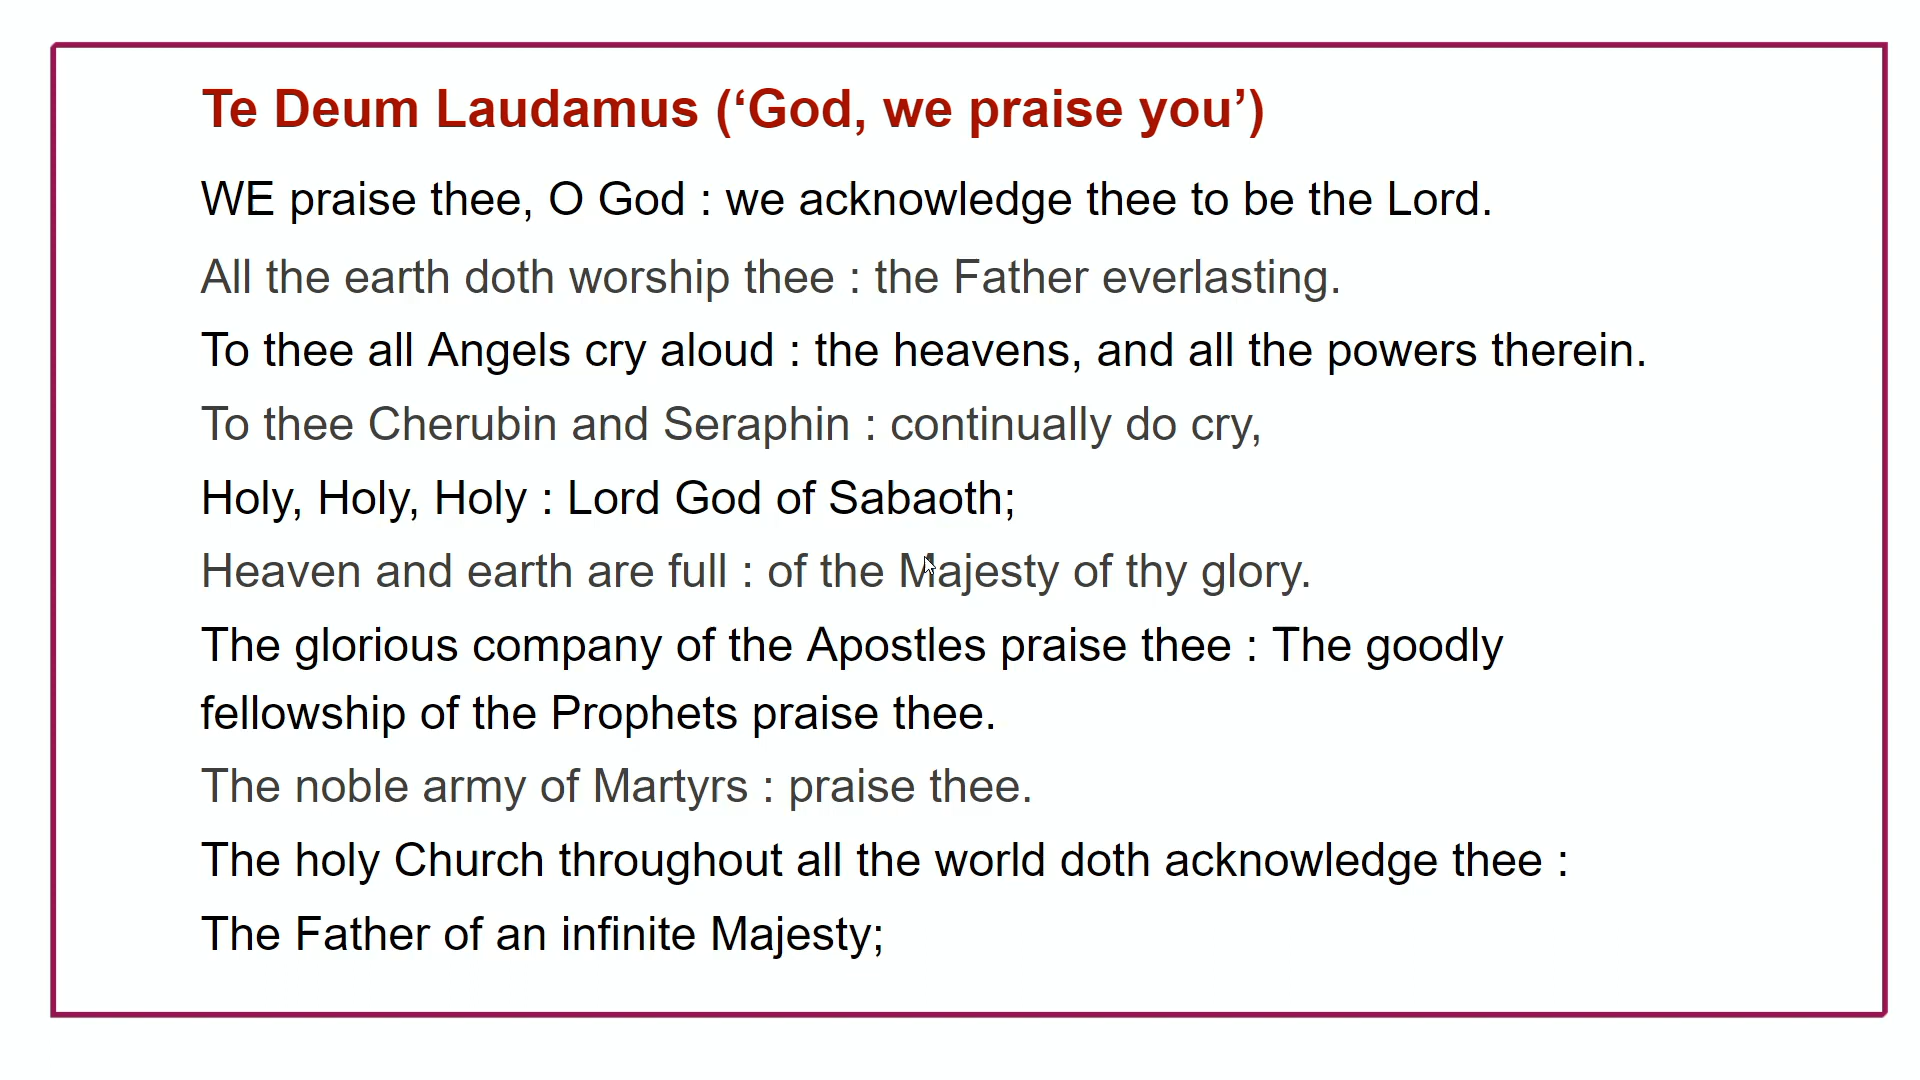 Te Deum Laudamus (‘God, we praise you’)
WE praise thee, O God : we acknowledge thee to be the Lord.
All the earth doth worship thee : the Father everlasting.
To thee all Angels cry aloud : the heavens, and all the powers therein.
To thee Cherubin and Seraphin : continually do cry,
Holy, Holy, Holy : Lord God of Sabaoth;
Heaven and earth are full : of the Majesty of thy glory.
The glorious company of the Apostles praise thee : The goodly
fellowship of the Prophets praise thee.
The noble army of Martyrs : praise thee.
The holy Church throughout all the world doth acknowledge thee :
The Father of an infinite Majesty;